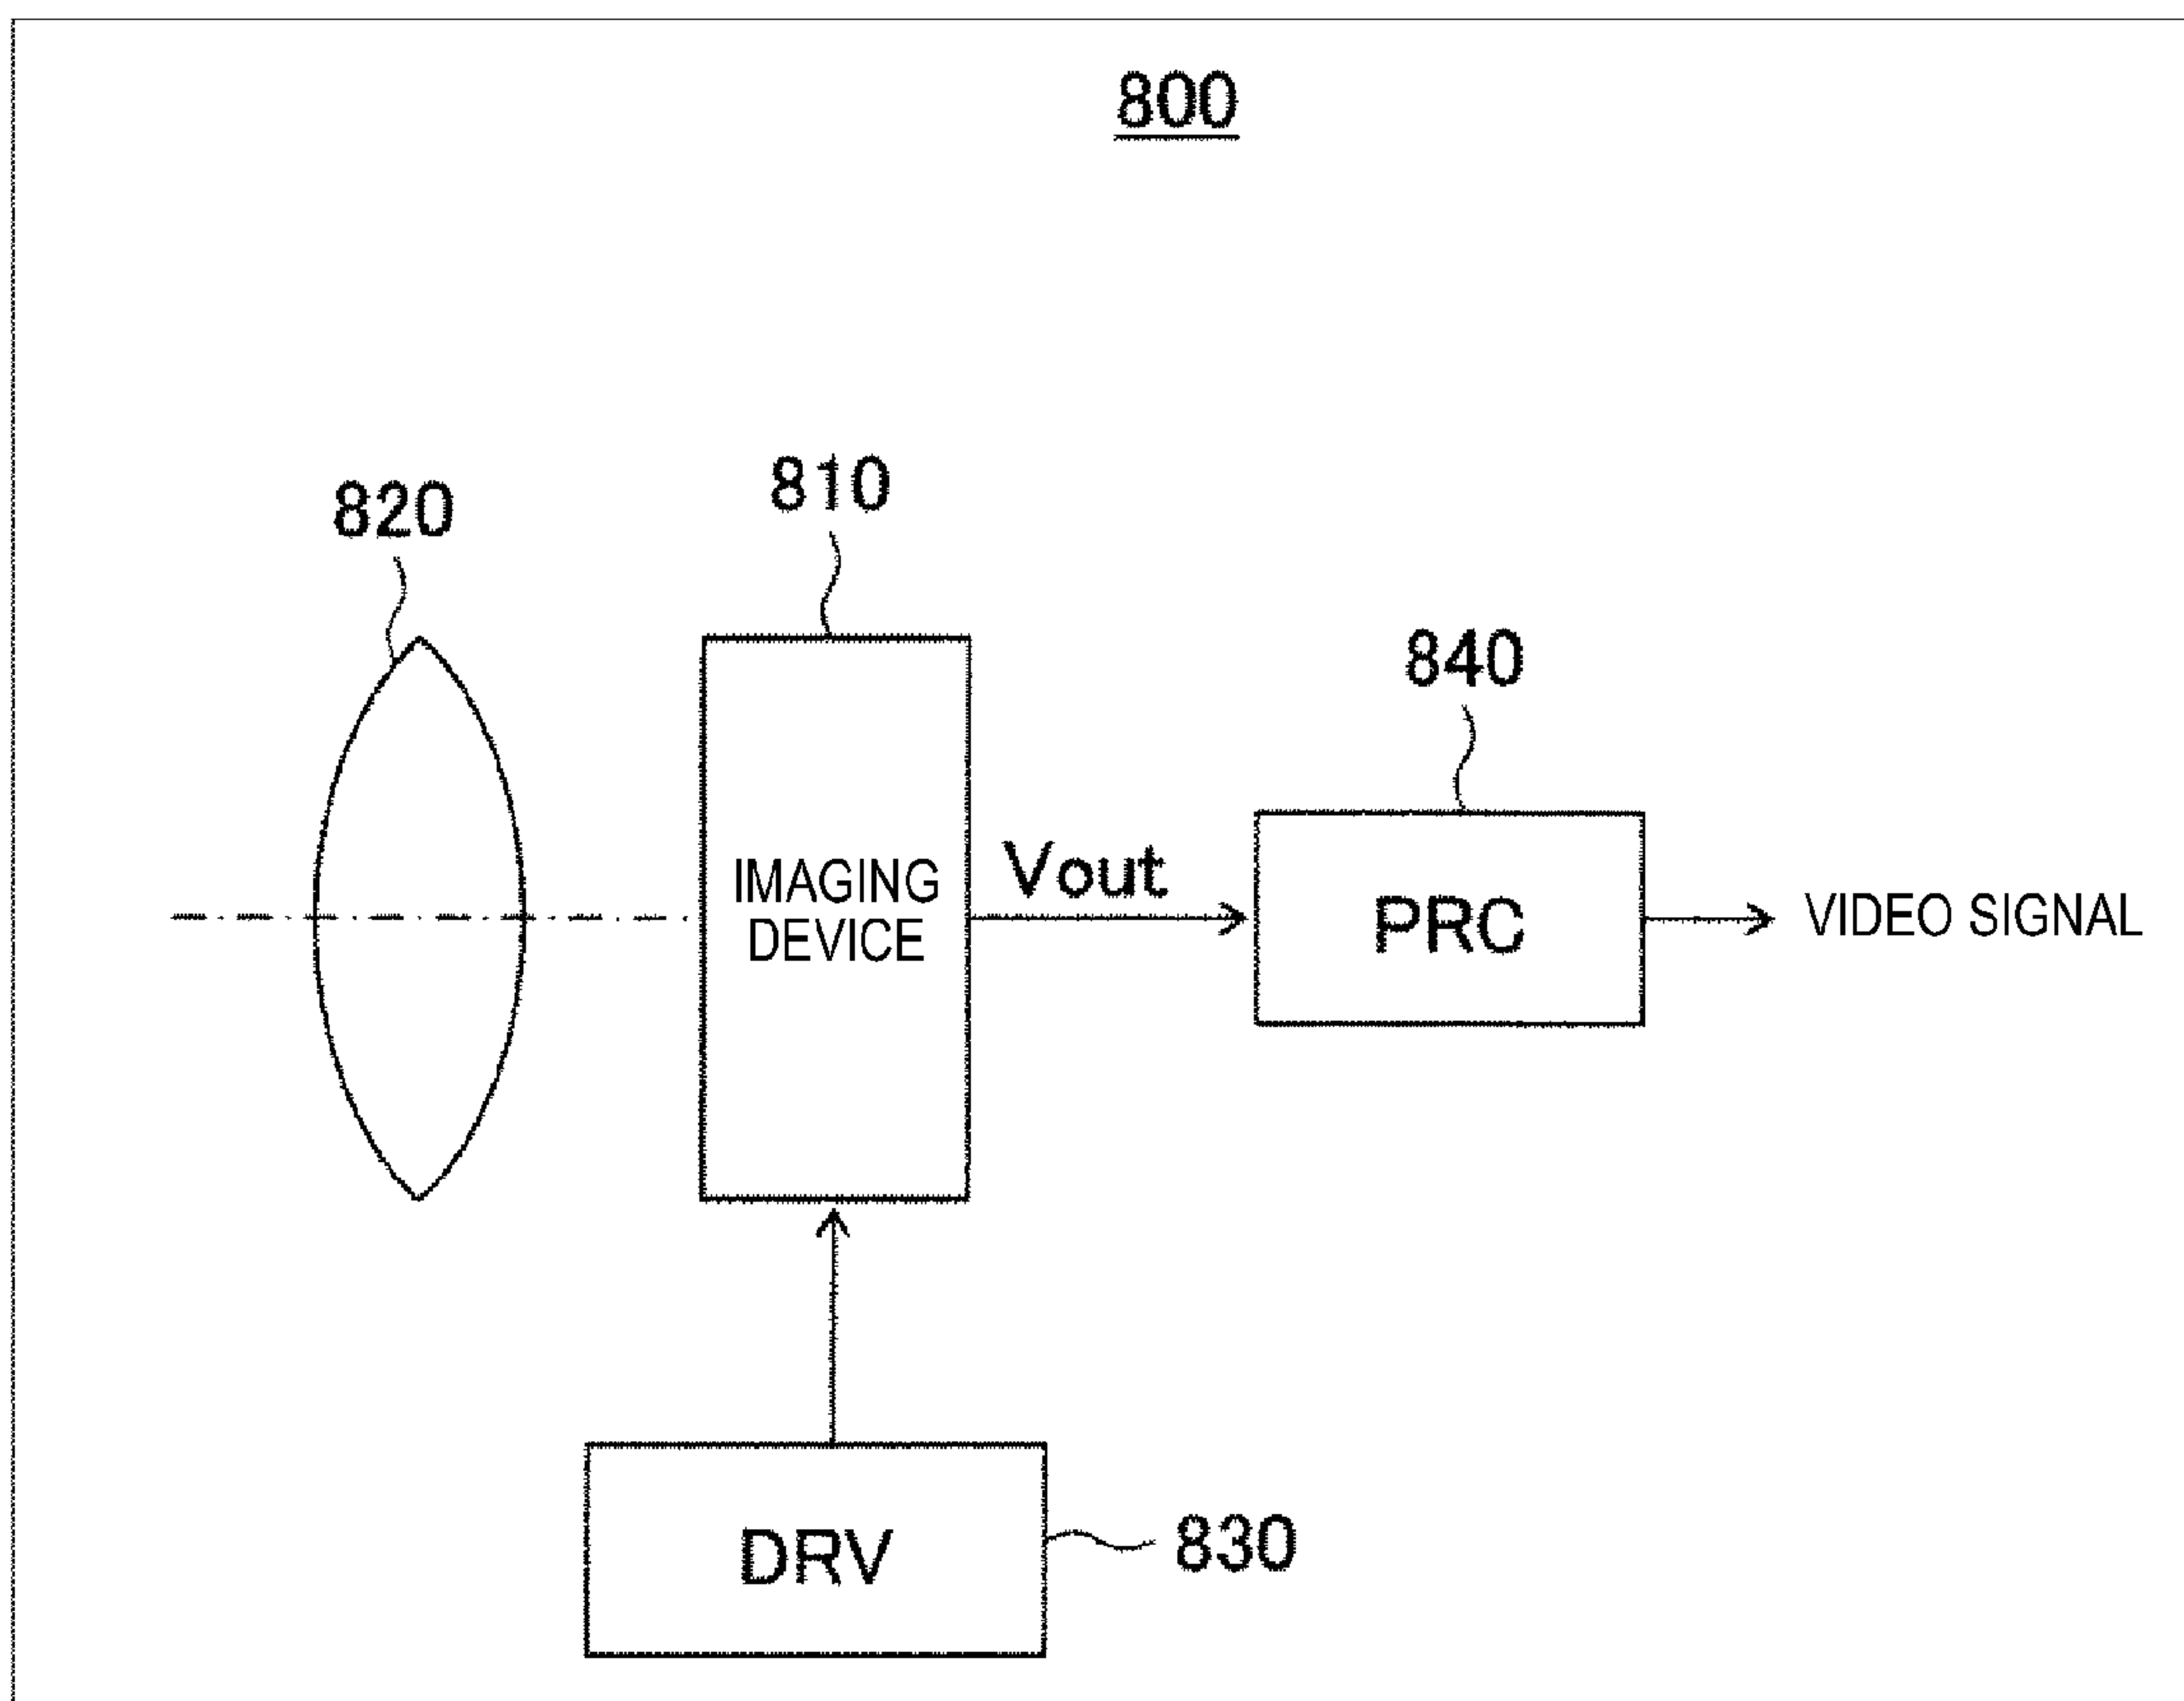 800
820
810
840
IMAGING
DEVICE
Vout
PRC
VIDEO SIGNAL
DRV
830